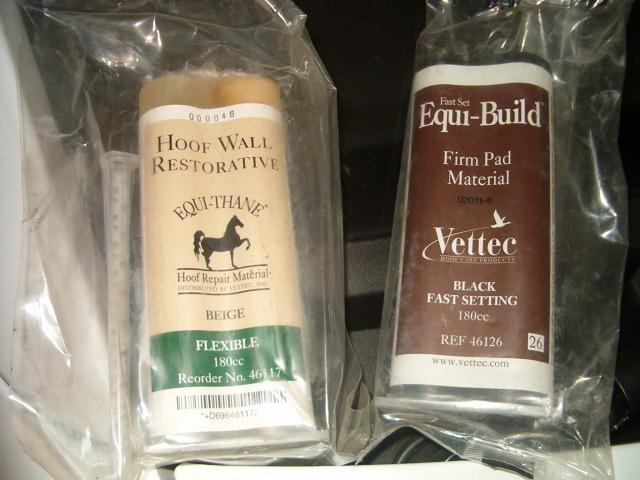 000046
HOOF WALL
RESTORATIVE
EQUI-THANE®
Hoof Repair Material
DISTRIBUTED BY VETTEC, INC.
BEIGE
FLEXIBLE
180cc
Reorder No. 46117
*+D696461172
Fast Set
EQUI-BUILD
Firm Pad
Material
Vettec
HOOF CARE PRODUCTS
BLACK
FAST SETTING
180cc
REF 46126
26
www.vettec.com